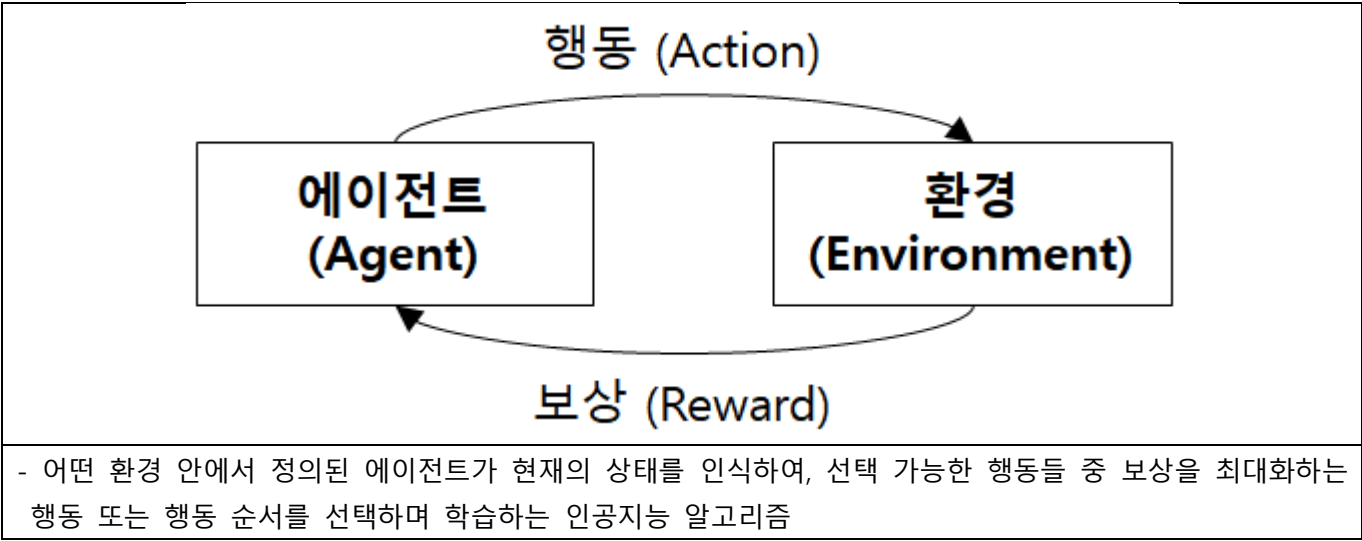 행동 (Action)
에이전트
(Agent)
환경
(Environment)
보상 (Reward)
- 어떤 환경 안에서 정의된 에이전트가 현재의 상태를 인식하여, 선택 가능한 행동들 중 보상을 최대화하는
행동 또는 행동 순서를 선택하며 학습하는 인공지능 알고리즘